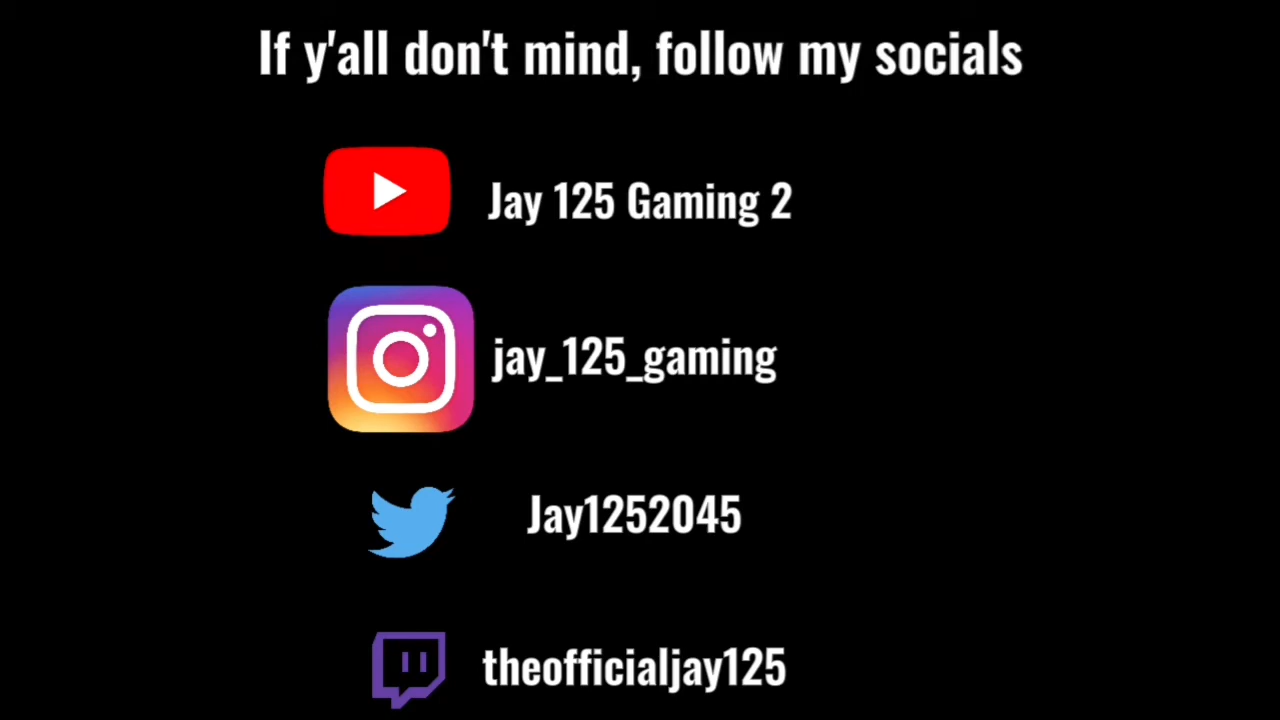 If y'all don't mind, follow my socials
Jay 125 Gaming 2
jay_125_gaming
Jay1252045
theofficialjay125